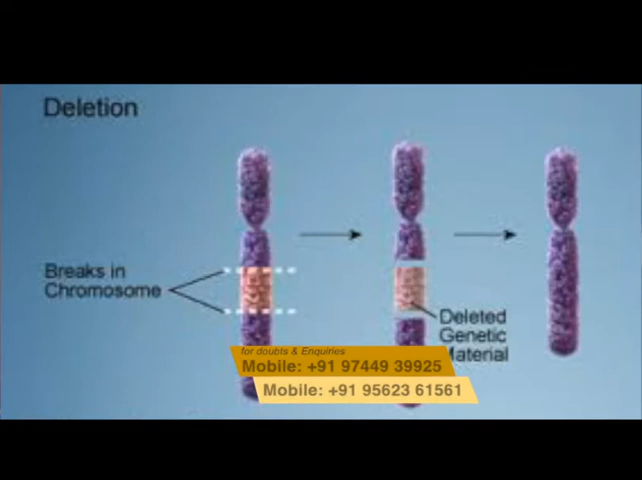 Deletion
Breaks in
Chromosome
Deleted
Genetic
Material
for doubts & Enquiries
Mobile: +91 97449 39925
Mobile: +91 95623 61561